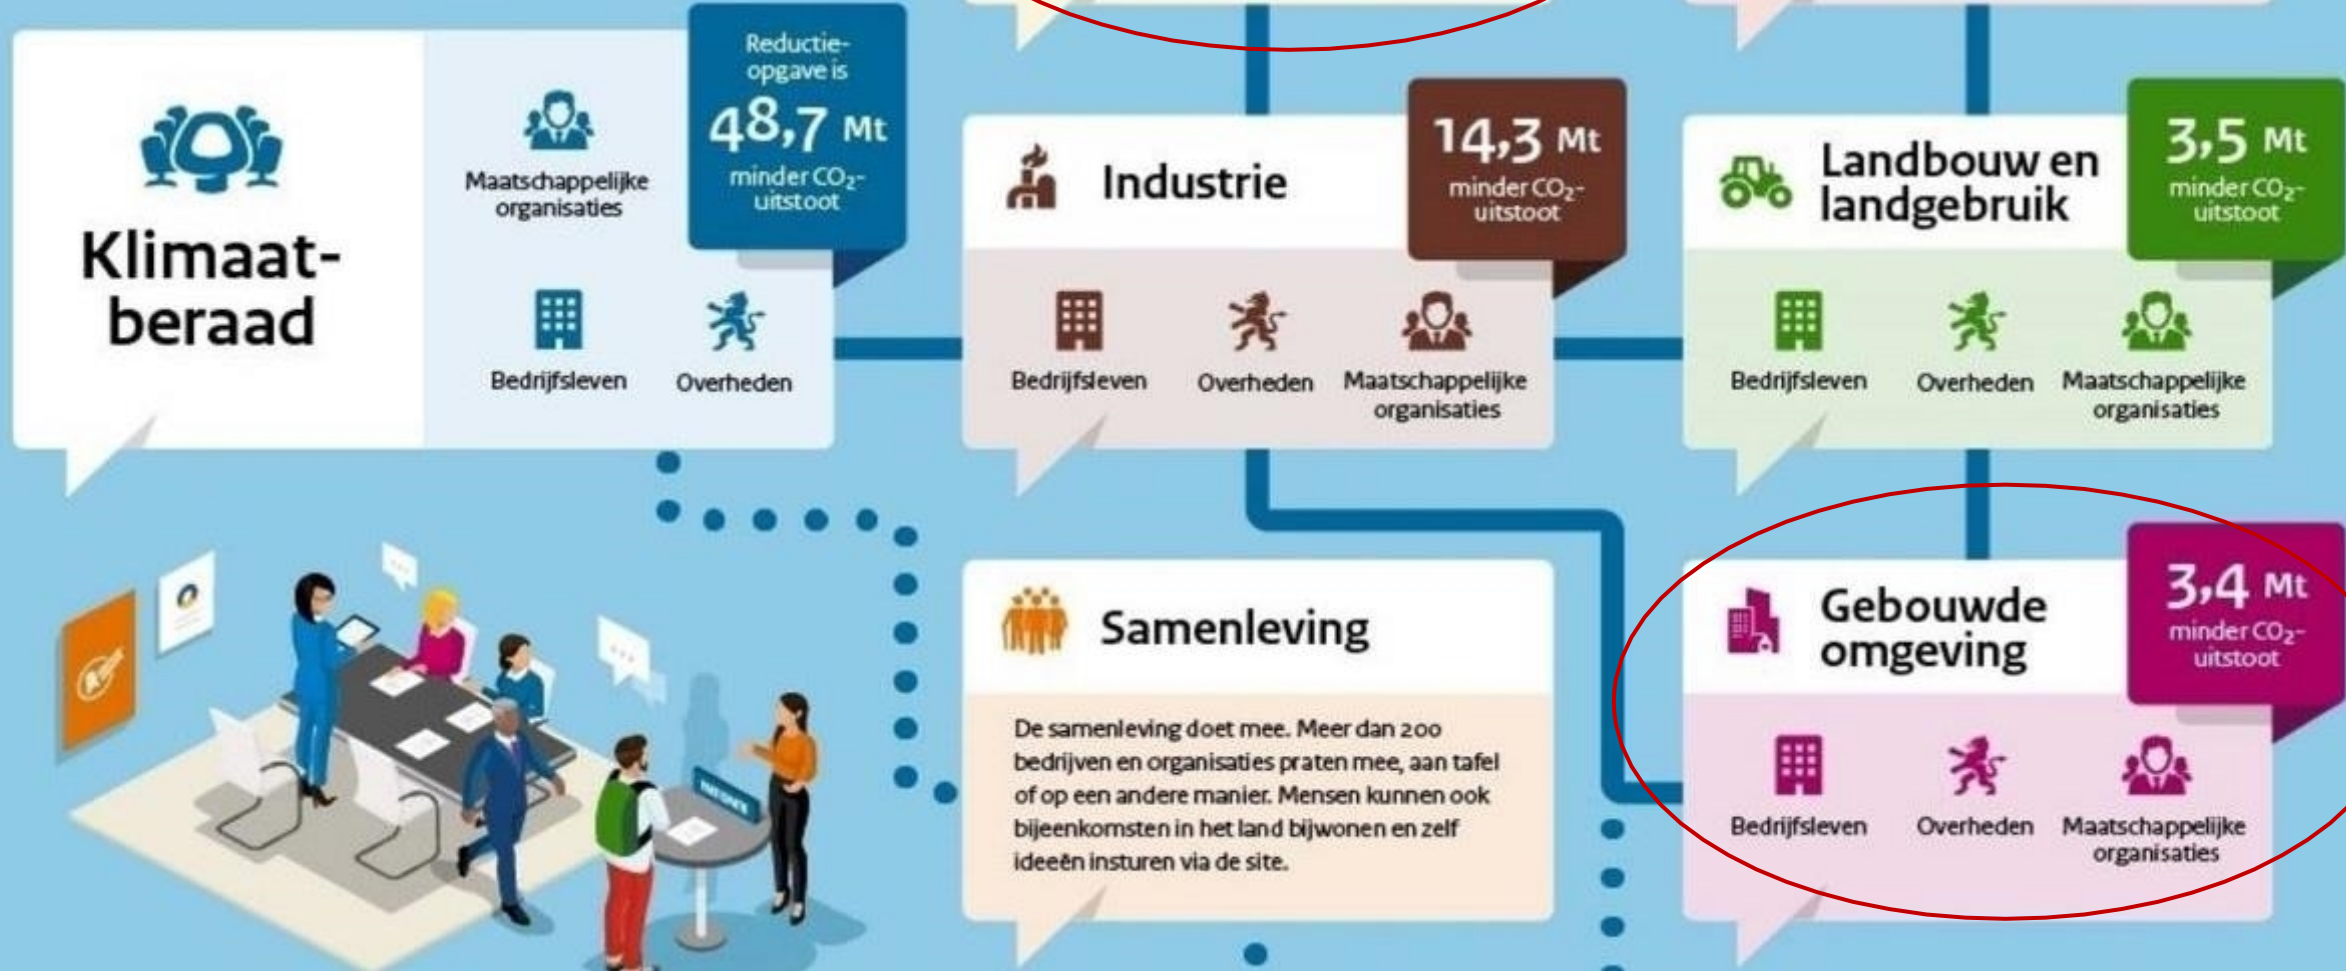 Klimaat-
beraad
Maatschappelijke
organisaties
Bedrijfsleven
Overheden
Reductie-
opgave is
48,7 Mt
minder CO₂-
uitstoot
Industrie
14,3 Mt
minder CO₂-
uitstoot
Bedrijfsleven
Overheden
Maatschappelijke
organisaties
Landbouw en
landgebruik
3,5 Mt
minder CO₂-
uitstoot
Bedrijfsleven
Overheden
Maatschappelijke
organisaties
Samenleving
De samenleving doet mee. Meer dan 200
bedrijven en organisaties praten mee, aan tafel
of op een andere manier. Mensen kunnen ook
bijeenkomsten in het land bijwonen en zelf
ideeën insturen via de site.
Gebouwde
omgeving
3,4 Mt
minder CO₂-
uitstoot
Bedrijfsleven
Overheden
Maatschappelijke
organisaties